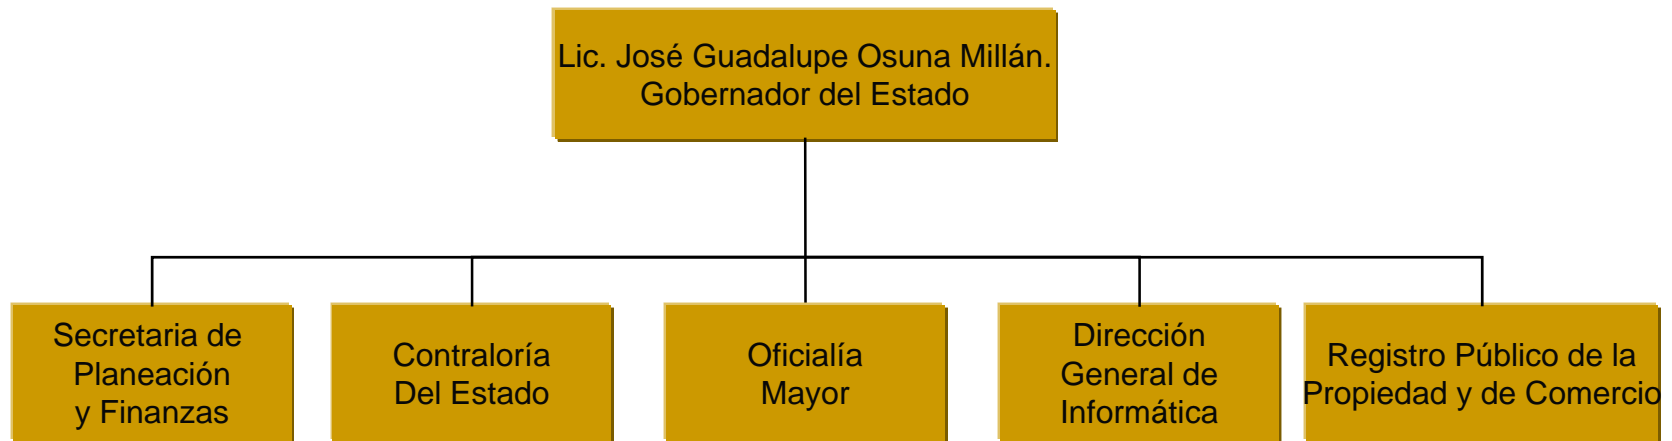 Lic. José Guadalupe Osuna Millán.
Gobernador del Estado
Secretaria de
Planeación
y Finanzas
Contraloría
Del Estado
Oficialía
Mayor
Dirección
General de
Informática
Registro Público de la
Propiedad y de Comercio